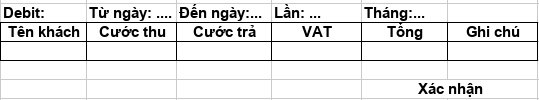 Debit: Từ ngày: .... Đến ngày:... Lần: ... Tháng:...
Tên khách Cước thu Cước trả VAT Tổng Ghi chú
Xác nhận